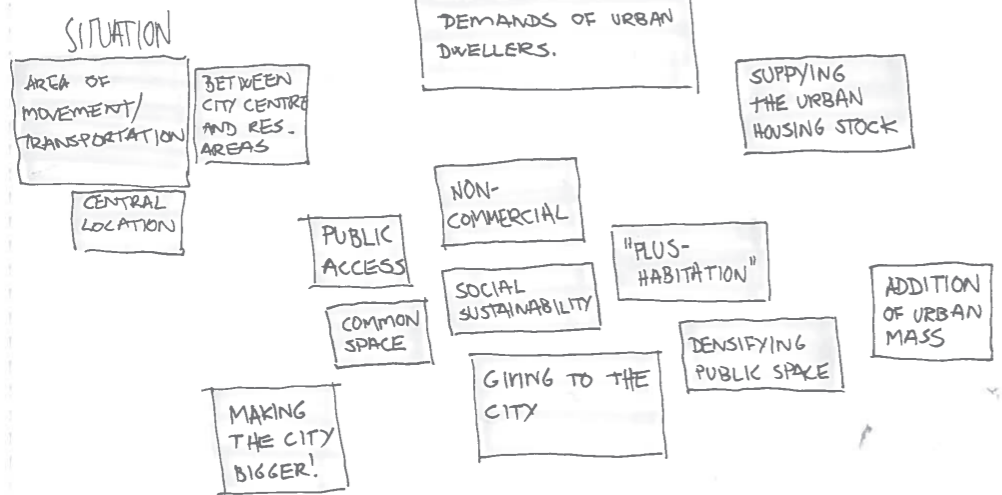 SITUATION
AREA OF
MOVEMENT/
TRANSPORTATION
BETWEEN
CITY CENTRE
AND RES.
AREAS
CENTRAL
LOCATION
DEMANDS OF URBAN
DWELLERS.
SUPPYING
THE URBAN
HOUSING STOCK
NON-
COMMERCIAL
PUBLIC
ACCESS
"PLUS-
HABITATION"
SOCIAL
SUSTAINABILITY
COMMON
SPACE
ADDITION
OF URBAN
MASS
DENSIFYING
PUBLIC SPACE
GIVING TO THE
CITY
MAKING
THE CITY
BIGGER!